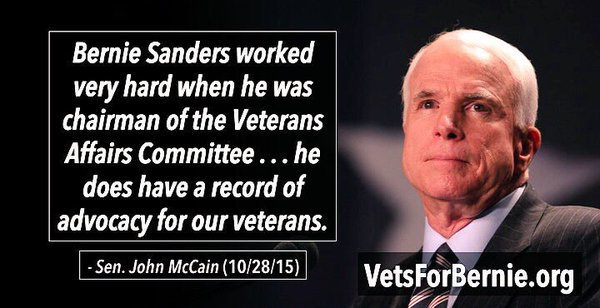 Bernie Sanders worked
very hard when he was
chairman of the Veterans
Affairs Committee . . . he
does have a record of
advocacy for our veterans.
- Sen. John McCain (10/28/15)
VetsForBernie.org